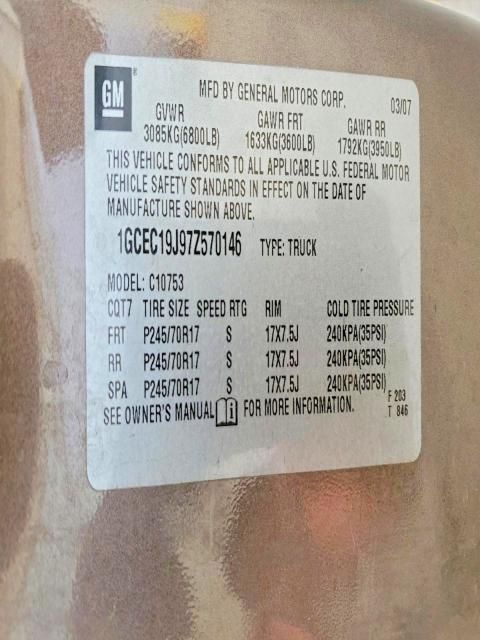 GM ®
MFD BY GENERAL MOTORS CORP. 03/07
GVWR GAWR FRT GAWR RR
3085KG(6800LB) 1633KG(3600LB) 1792KG(3950LB)
THIS VEHICLE CONFORMS TO ALL APPLICABLE U.S. FEDERAL MOTOR
VEHICLE SAFETY STANDARDS IN EFFECT ON THE DATE OF
MANUFACTURE SHOWN ABOVE.
1GCEC19J97Z570146 TYPE: TRUCK
MODEL: C10753
CQT7 TIRE SIZE SPEED RTG RIM COLD TIRE PRESSURE
FRT P245/70R17 S 17X7.5J 240KPA(35PSI)
RR P245/70R17 S 17X7.5J 240KPA(35PSI)
SPA P245/70R17 S 17X7.5J 240KPA(35PSI)
SEE OWNER'S MANUAL i FOR MORE INFORMATION. F 203
T 846